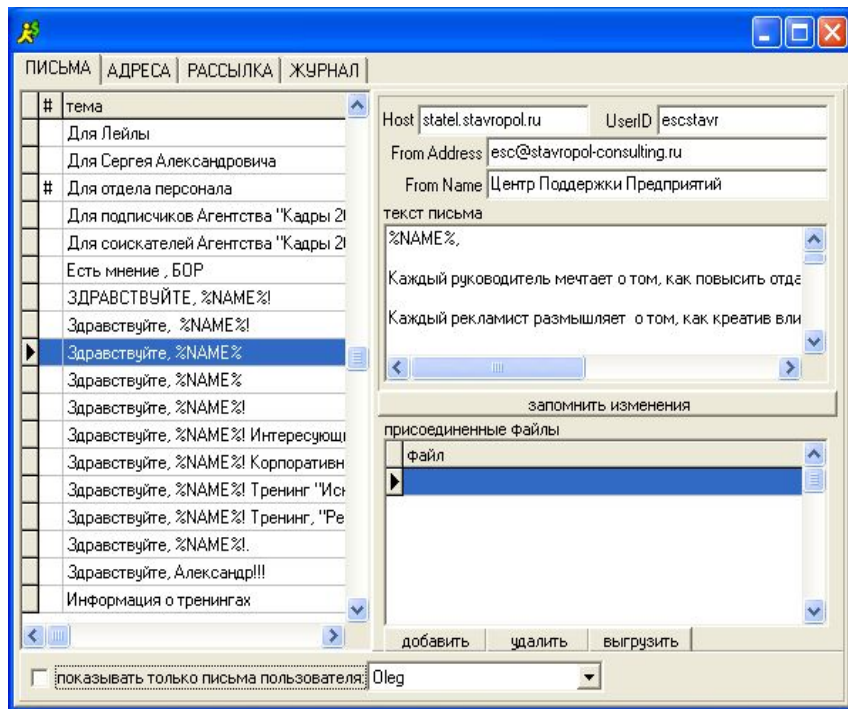 ПИСЬМА АДРЕСА РАССЫЛКА ЖУРНАЛ
# тема
Для Лейлы
Для Сергея Александровича
# Для отдела персонала
Для подписчиков Агентства "Кадры 2
Для соискателей Агентства "Кадры 2
Есть мнение , БОР
ЗДРАВСТВУЙТЕ, %NAME%!
Здравствуйте, %NAME%!
Здравствуйте, %NAME%
Здравствуйте, %NAME%
Здравствуйте, %NAME%!
Здравствуйте, %NAME%! Интересующ
Здравствуйте, %NAME%! Корпоративн
Здравствуйте, %NAME%! Тренинг "Ис
Здравствуйте, %NAME%! Тренинг, "Ре
Здравствуйте, %NAME%!.
Здравствуйте, Александр!!!
Информация о тренингах
Host statel.stavropol.ru UserID escstavr
From Address esc@stavropol-consulting.ru
From Name Центр Поддержки Предприятий
текст письма
%NAME%,
Каждый руководитель мечтает о том, как повысить отда
Каждый рекламист размышляет о том, как креатив вли
запомнить изменения
присоединенные файлы
файл
добавить удалить выгрузить
показывать только письма пользователя: Oleg